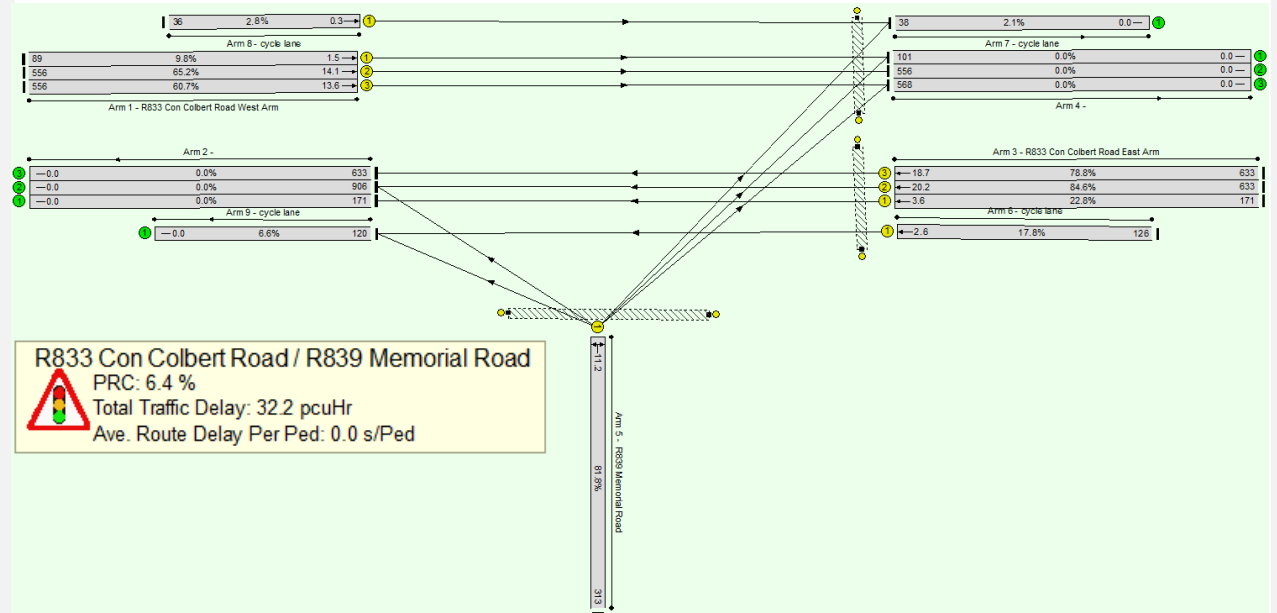 36 2.8% 0.3 1
Arm 8 - cycle lane
38 2.1% 0.0 1
Arm 7 - cycle lane
89 9.8% 1.5 1
556 65.2% 14.1 2
556 60.7% 13.6 3
Arm 1 - R833 Con Colbert Road West Arm
101 0.0% 0.0 1
556 0.0% 0.0 2
568 0.0% 0.0 3
Arm 4 -
Arm 2 -
3 0.0 0.0% 633
2 0.0 0.0% 906
1 0.0 0.0% 171
Arm 9 - cycle lane
1 0.0 6.6% 120
Arm 3 - R833 Con Colbert Road East Arm
3 18.7 78.8% 633
2 20.2 84.6% 633
1 3.6 22.8% 171
Arm 6 - cycle lane
1 2.6 17.8% 126
1
11.2
81.8%
313
Arm 5 - R839 Memorial Road
R833 Con Colbert Road / R839 Memorial Road
PRC: 6.4 %
Total Traffic Delay: 32.2 pcuHr
Ave. Route Delay Per Ped: 0.0 s/Ped